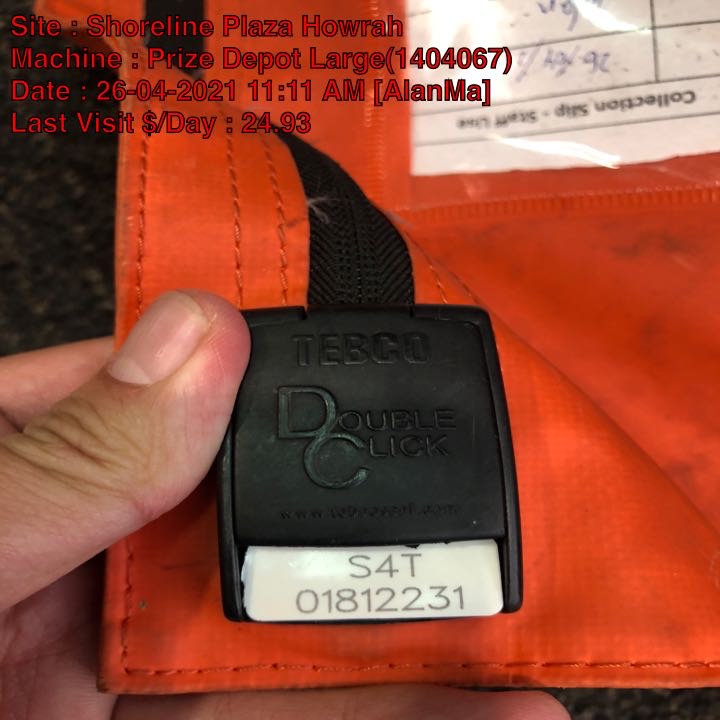 Site : Shoreline Plaza Howrah
Machine : Prize Depot Large(1404067)
Date : 26-04-2021 11:11 AM [AlanMa]
Last Visit $/Day : 24.93
Collection Slip - Staff Use
TEBCO
DOUBLE
CLICK
S4T
01812231